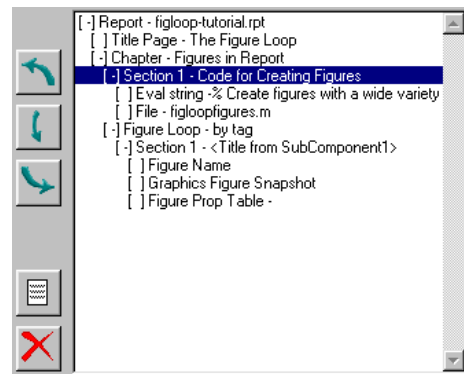 [-] Report - figloop-tutorial.rpt
[ ] Title Page - The Figure Loop
[-] Chapter - Figures in Report
[-] Section 1 - Code for Creating Figures
[ ] Eval string -% Create figures with a wide variety
[ ] File - figloopfigures.m
[-] Figure Loop - by tag
[-] Section 1 - <Title from SubComponent1>
[ ] Figure Name
[ ] Graphics Figure Snapshot
[ ] Figure Prop Table -